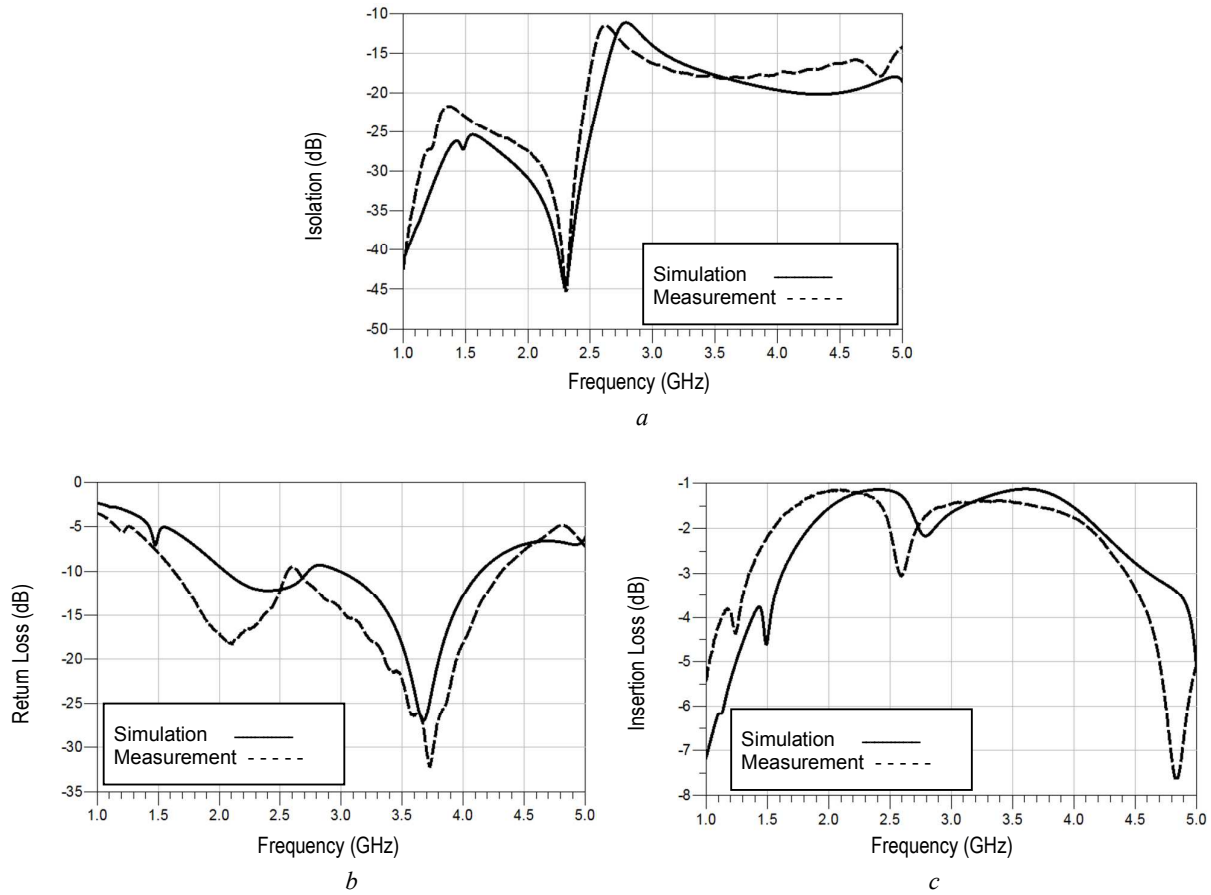 -10
-15
-20
-25
-30
-35
-40
-45
-50
Isolation (dB)
Simulation
Measurement - - - - -
1.0 1.5 2.0 2.5 3.0 3.5 4.0 4.5 5.0
Frequency (GHz)
a
0
-5
-10
-15
-20
-25
-30
-35
Return Loss (dB)
Simulation
Measurement - - - - -
1.0 1.5 2.0 2.5 3.0 3.5 4.0 4.5 5.0
Frequency (GHz)
b
-1
-2
-3
-4
-5
-6
-7
-8
Insertion Loss (dB)
Simulation
Measurement - - - - -
1.0 1.5 2.0 2.5 3.0 3.5 4.0 4.5 5.0
Frequency (GHz)
c